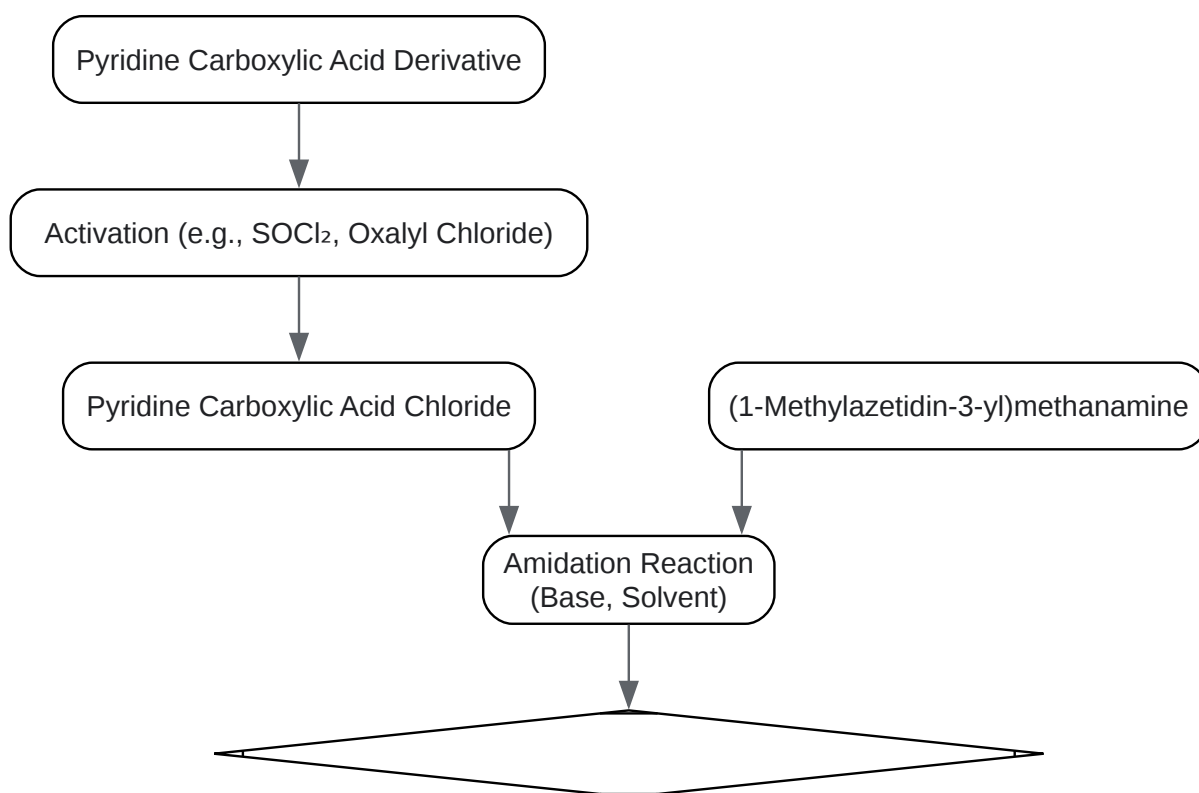 Pyridine Carboxylic Acid Derivative
Activation (e.g., SOCl₂, Oxalyl Chloride)
Pyridine Carboxylic Acid Chloride
(1-Methylazetidin-3-yl)methanamine
Amidation Reaction
(Base, Solvent)